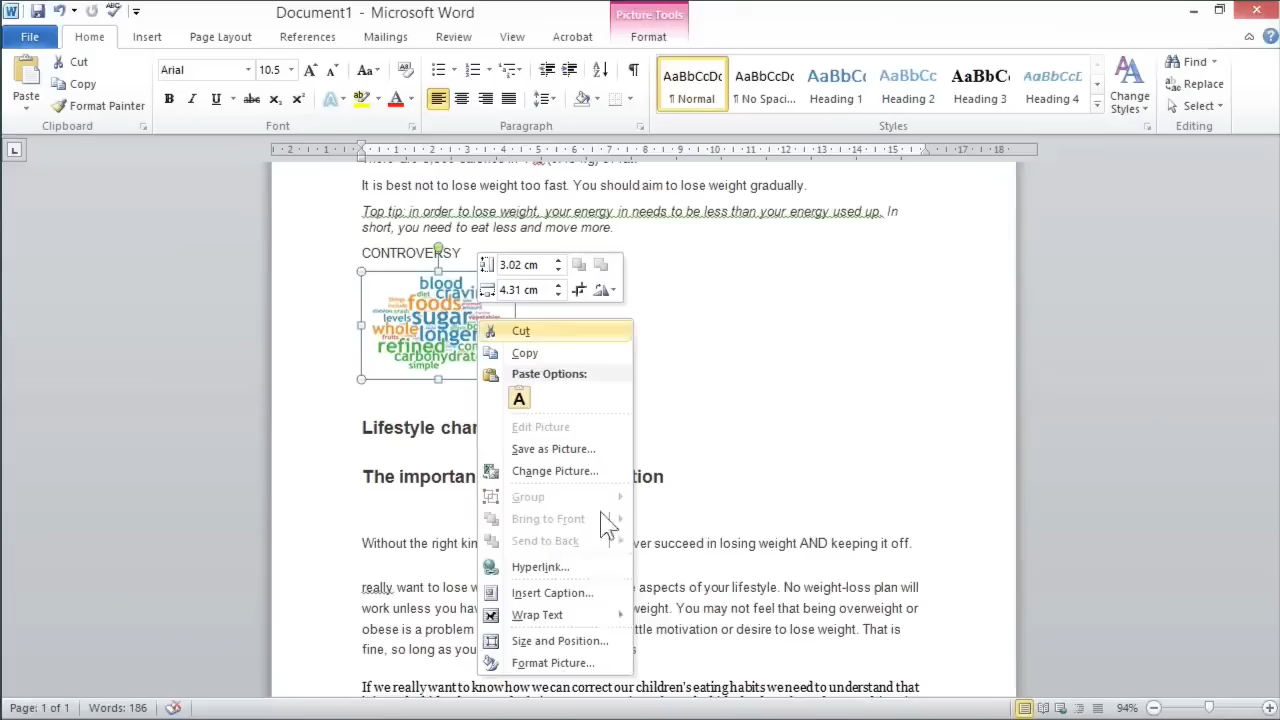 Document1 - Microsoft Word
Picture Tools
File
Home
Insert
Page Layout
References
Mailings
Review
View
Acrobat
Format
Paste
Cut
Copy
Format Painter
Clipboard
Arial
10.5
Font
Paragraph
AaBbCcDc
¶ Normal
AaBbCcDc
¶ No Spaci...
AaBbCc
Heading 1
AaBbCc
Heading 2
AaBbC
Heading 3
AaBbCcD
Heading 4
Change
Styles
Styles
Find
Replace
Select
Editing
It is best not to lose weight too fast. You should aim to lose weight gradually.
Top tip: in order to lose weight, your energy in needs to be less than your energy used up. In
short, you need to eat less and move more.
CONTROVERSY
3.02 cm
4.31 cm
blood
diet
foods
levels
sugar
whole
fruits
longer
refined
simple
Cut
Copy
Paste Options:
A
Edit Picture
Save as Picture...
Change Picture...
Group
Bring to Front
Send to Back
Hyperlink...
Insert Caption...
Wrap Text
Size and Position...
Format Picture...
Lifestyle
The
Without the right succeed in losing weight AND keeping it off.
really want to lose aspects of your lifestyle. No weight-loss plan will
work unless you weight. You may not feel that being overweight or
obese is a problem motivation or desire to lose weight. That is
fine, so long as
If we really want to know how we can correct our children's eating habits we need to understand that
Page: 1 of 1
Words: 186
94%